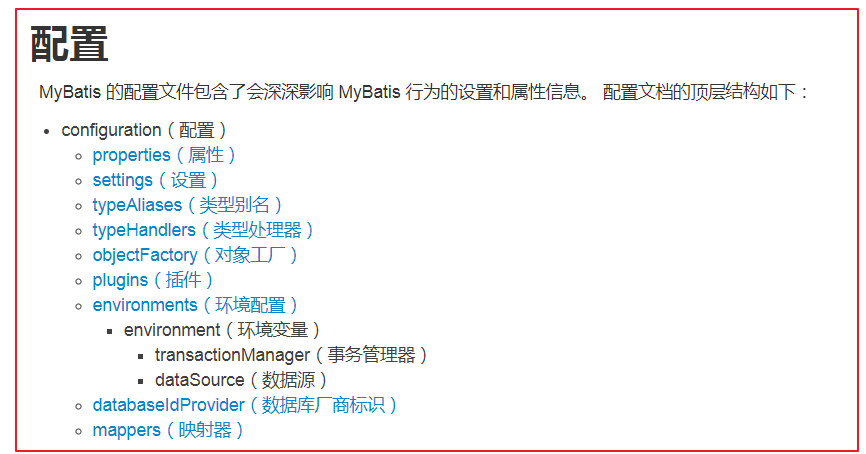 配置
MyBatis 的配置文件包含了会深深影响 MyBatis 行为的设置和属性信息。 配置文档的顶层结构如下：
configuration（配置）
properties（属性）
settings（设置）
typeAliases（类型别名）
typeHandlers（类型处理器）
objectFactory（对象工厂）
plugins（插件）
environments（环境配置）
environment（环境变量）
transactionManager（事务管理器）
dataSource（数据源）
databaseIdProvider（数据库厂商标识）
mappers（映射器）